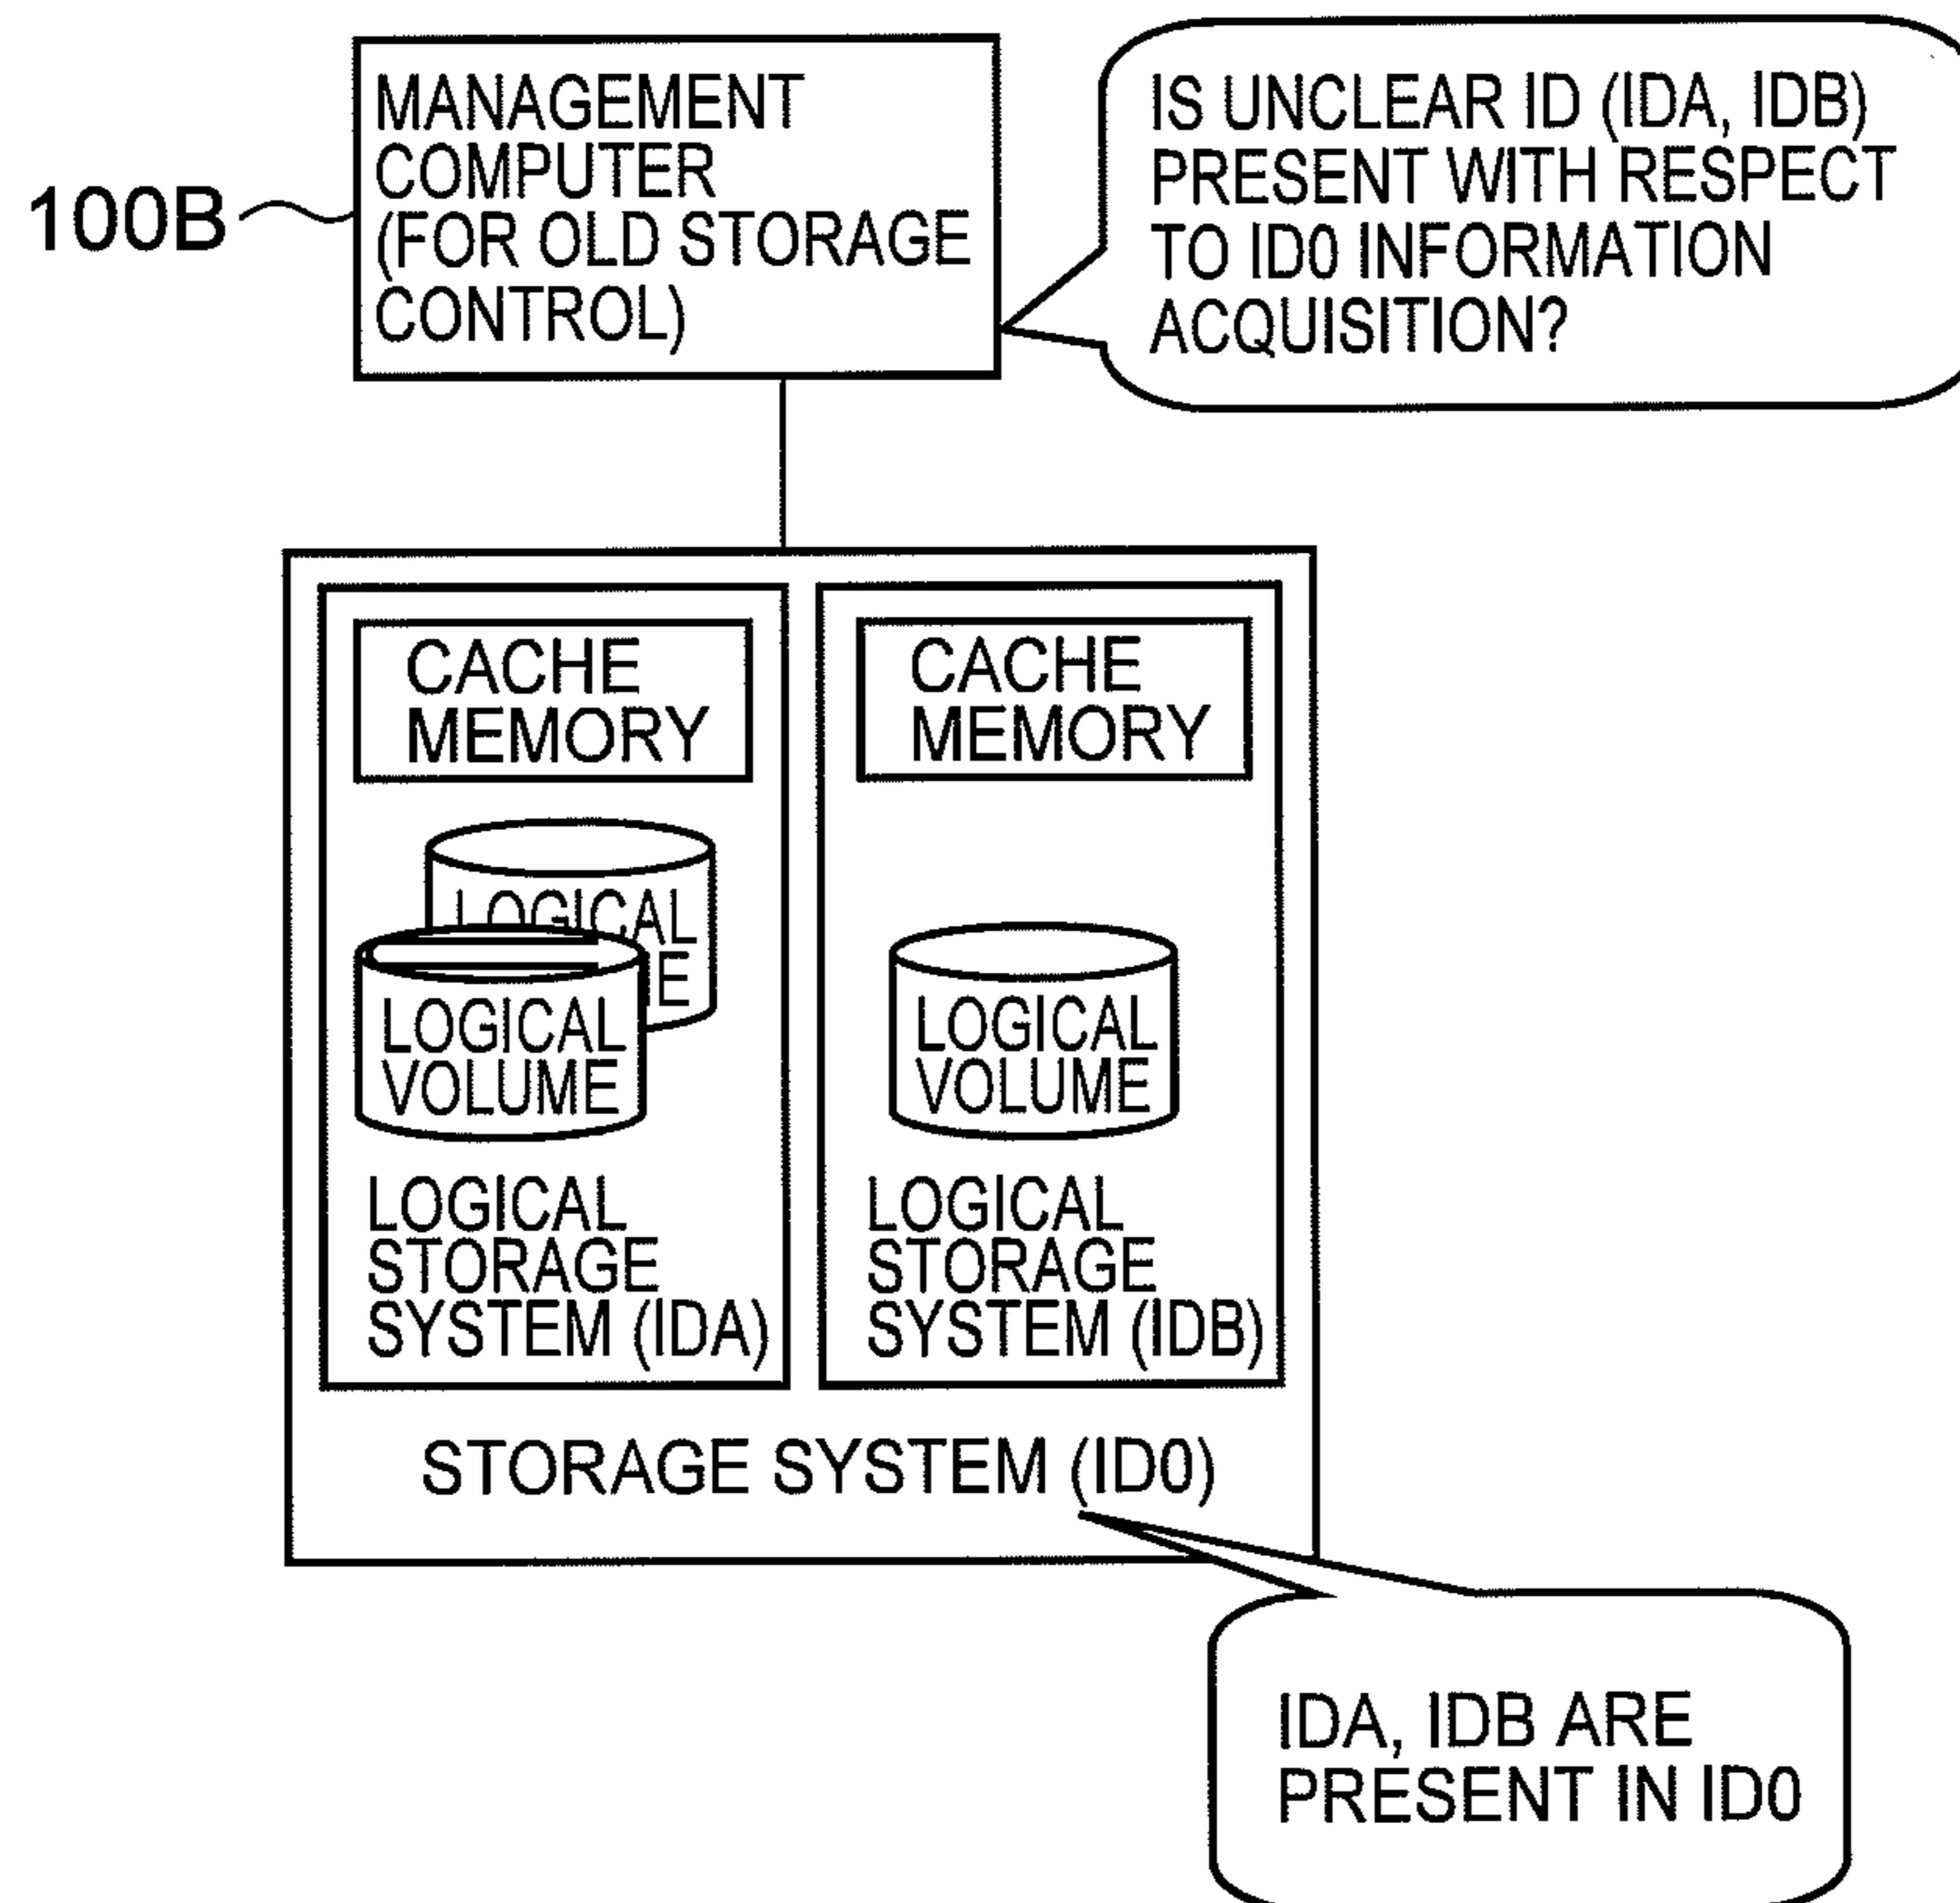 MANAGEMENT
COMPUTER
(FOR OLD STORAGE
CONTROL)
100B
IS UNCLEAR ID (IDA, IDB)
PRESENT WITH RESPECT
TO ID0 INFORMATION
ACQUISITION?
CACHE
MEMORY
LOGICAL
E
LOGICAL
VOLUME
LOGICAL
STORAGE
SYSTEM (IDA)
CACHE
MEMORY
LOGICAL
VOLUME
LOGICAL
STORAGE
SYSTEM (IDB)
STORAGE SYSTEM (ID0)
IDA, IDB ARE
PRESENT IN ID0